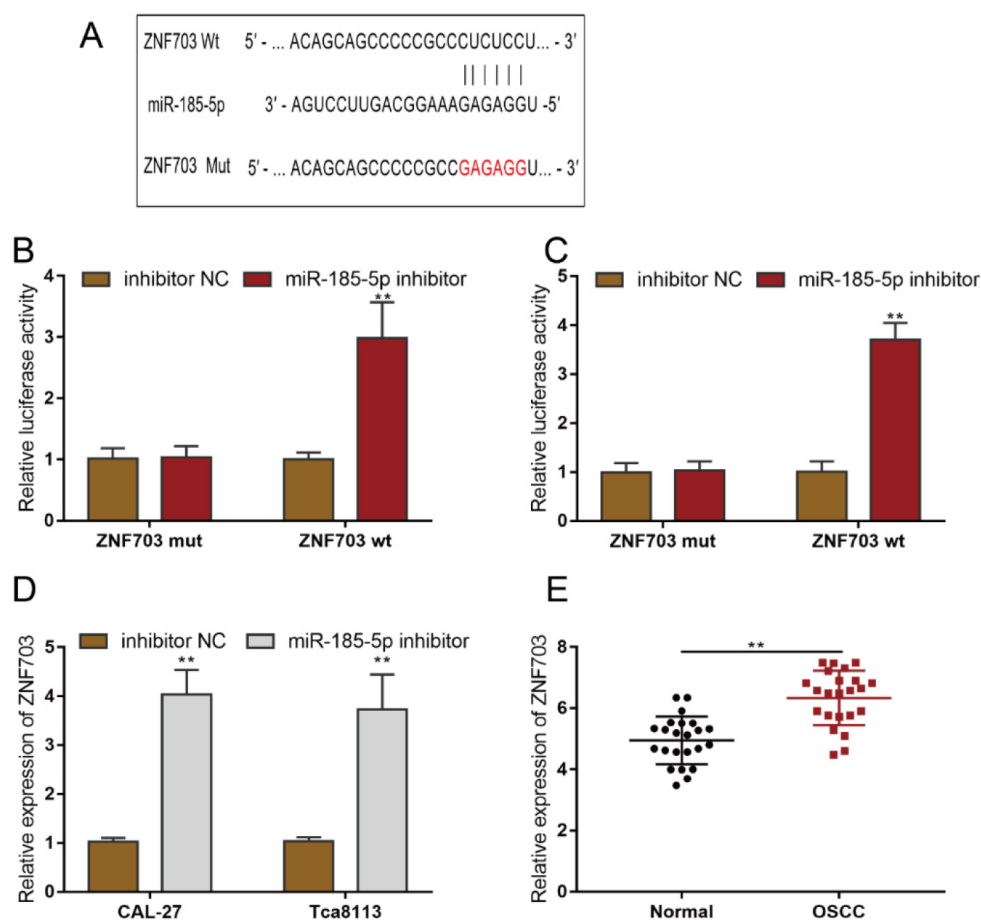 A
ZNF703 Wt 5' - ... ACAGCAGCCCCCGCCCUCUCCU... - 3'
miR-185-5p 3' - AGUCCUUGACGGAAAGAGAGGU -5'
ZNF703 Mut 5' - ... ACAGCAGCCCCCGCCGAGAGGU... - 3'
B
inhibitor NC miR-185-5p inhibitor
Relative luciferase activity
4
3
2
1
0
**
ZNF703 mut ZNF703 wt
C
inhibitor NC miR-185-5p inhibitor
Relative luciferase activity
5
4
3
2
1
0
**
ZNF703 mut ZNF703 wt
D
inhibitor NC miR-185-5p inhibitor
Relative expression of ZNF703
5
4
3
2
1
0
** **
CAL-27 Tca8113
E
Relative expression of ZNF703
8
6
4
2
0
**
Normal OSCC